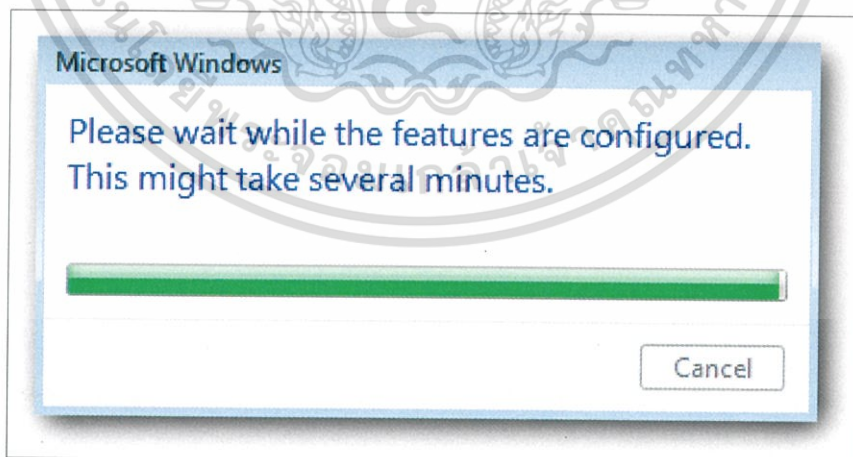 Microsoft Windows
Please wait while the features are configured.
This might take several minutes.
Cancel